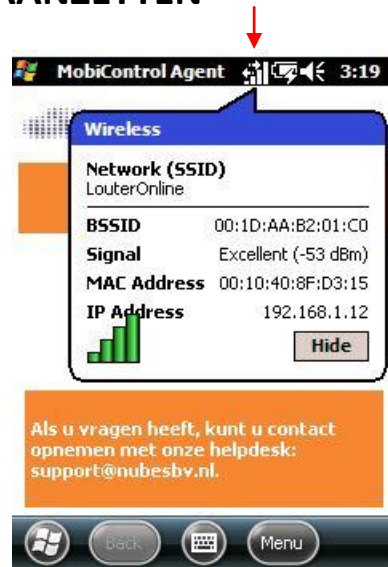 MobiControl Agent 3:19
Wireless
Network (SSID)
LouterOnline
BSSID 00:1D:AA:B2:01:C0
Signal Excellent (-53 dBm)
MAC Address 00:10:40:8F:D3:15
IP Address 192.168.1.12
Hide
Als u vragen heeft, kunt u contact
opnemen met onze helpdesk:
support@nubesbv.nl.
Back Menu